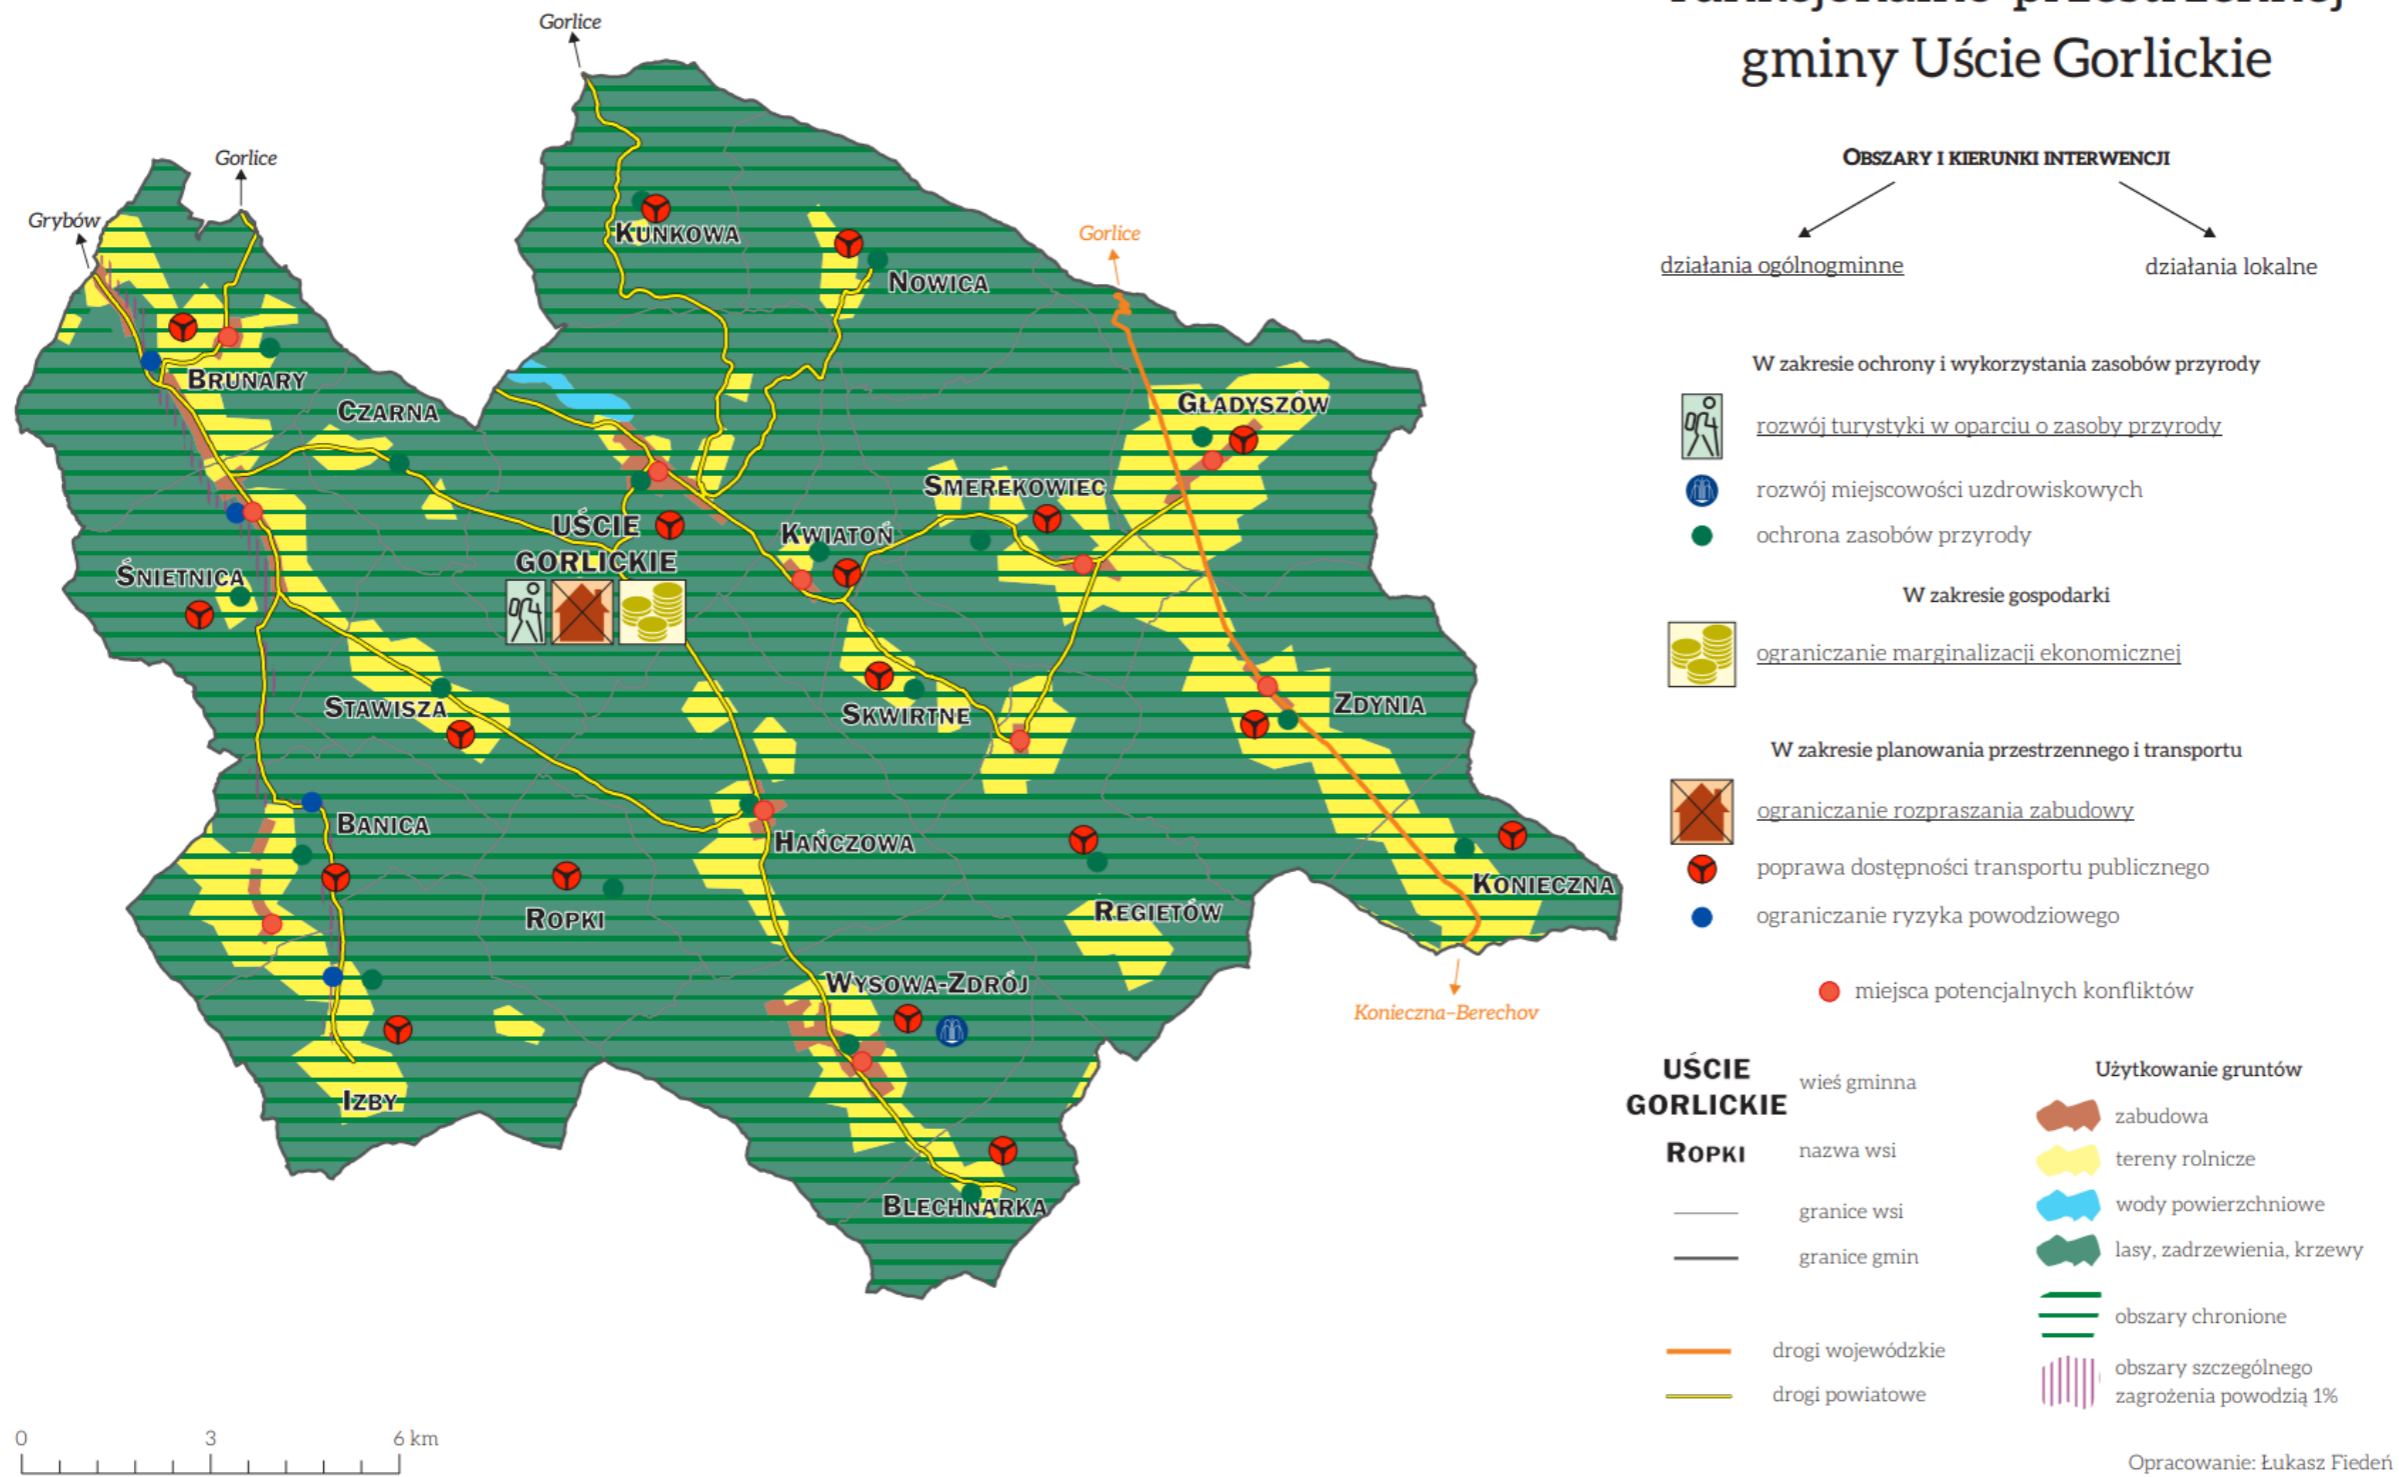 funkcjonalno-przestrzennej
gminy Uście Gorlickie
OBSZARY I KIERUNKI INTERWENCJI
działania ogólnogminne
działania lokalne
W zakresie ochrony i wykorzystania zasobów przyrody
rozwój turystyki w oparciu o zasoby przyrody
rozwój miejscowości uzdrowiskowych
ochrona zasobów przyrody
W zakresie gospodarki
ograniczanie marginalizacji ekonomicznej
W zakresie planowania przestrzennego i transportu
ograniczanie rozpraszania zabudowy
poprawa dostępności transportu publicznego
ograniczanie ryzyka powodziowego
miejsca potencjalnych konfliktów
UŚCIE
GORLICKIE
wieś gminna
ROPKI
nazwa wsi
granice wsi
granice gmin
drogi wojewódzkie
drogi powiatowe
Użytkowanie gruntów
zabudowa
tereny rolnicze
wody powierzchniowe
lasy, zadrzewienia, krzewy
obszary chronione
obszary szczególnego
zagrożenia powodzią 1%
Opracowanie: Łukasz Fiedeń
Gorlice
Gorlice
Grybów
Gorlice
KUNKOWA
NOWICA
BRUNARY
CZARNA
GŁADYSZÓW
SMEREKOWIEC
UŚCIE
GORLICKIE
KWIATOŃ
ŚNIETNICA
STAWISZA
SKWIRTNE
ZDYNIA
BANICA
HAŃCZOWA
KONIECZNA
ROPKI
REGIETÓW
WYSOWA-ZDRÓJ
Konieczna-Berechov
IZBY
BLECHNARKA
0 3 6 km